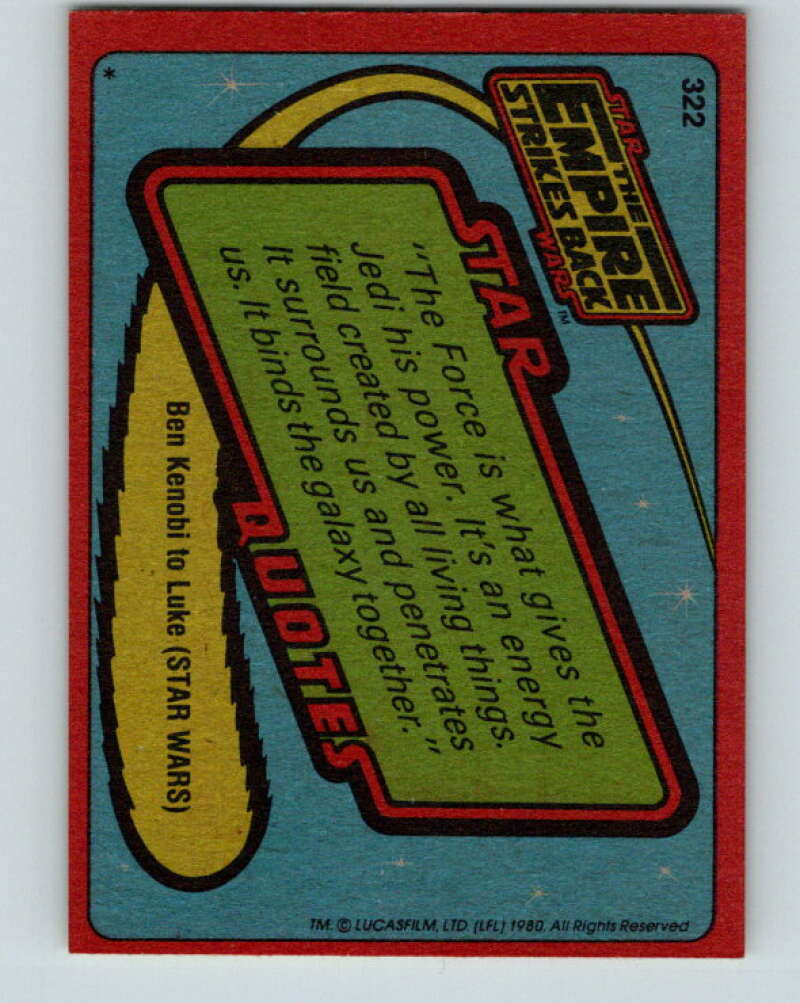 322
STAR
THE
EMPIRE
STRIKES BACK
WARS™
STAR
"The Force is what gives the
Jedi his power. It's an energy
field created by all living things.
It surrounds us and penetrates
us. It binds the galaxy together."
QUOTES
Ben Kenobi to Luke (STAR WARS)
*
TM. © LUCASFILM, LTD. (LFL) 1980. All Rights Reserved